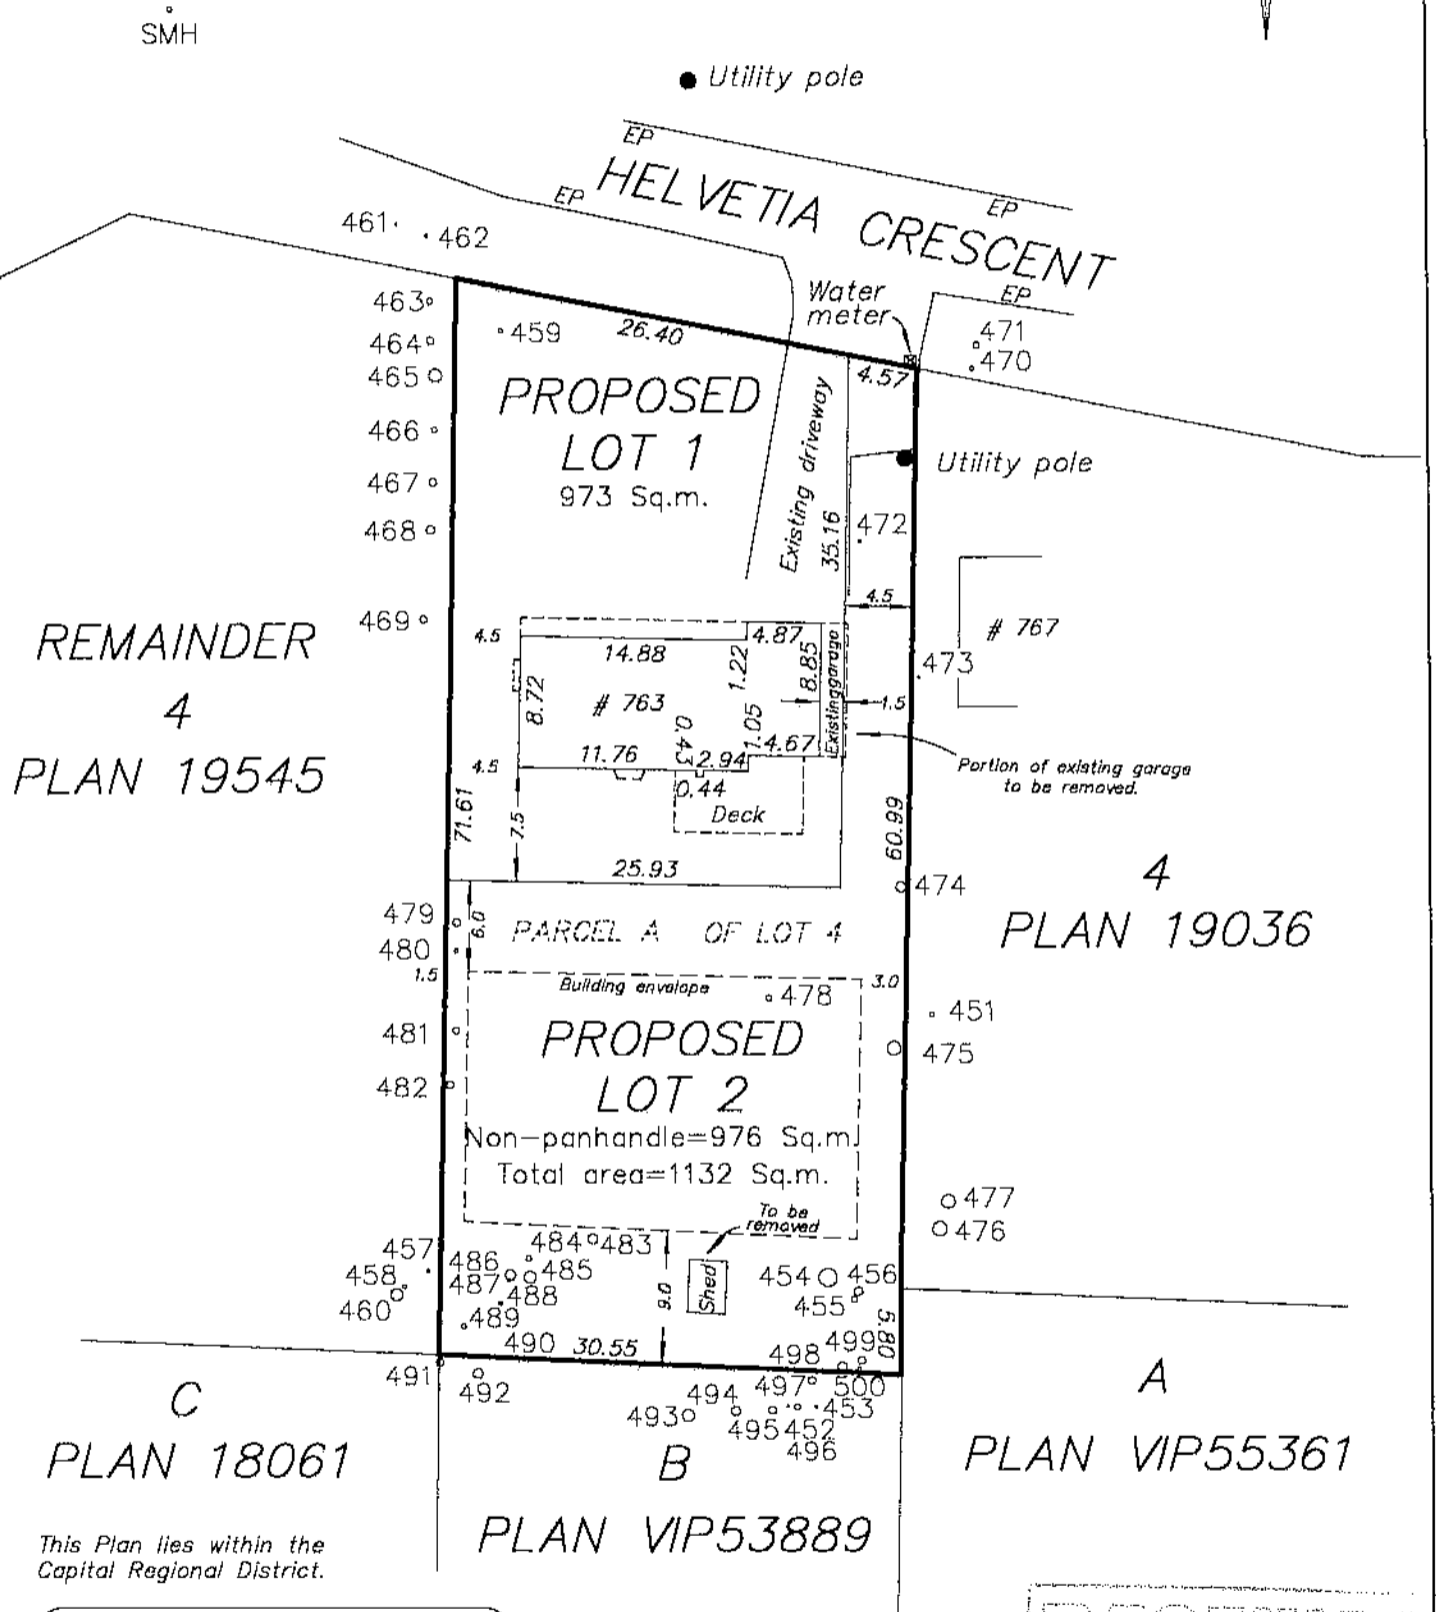 SMH
Utility pole
EP
HELVETIA CRESCENT
EP
EP
461
462
Water
meter
EP
463
459
26.40
471
464
470
465
4.57
PROPOSED
LOT 1
973 Sq.m.
Existing driveway
35.16
466
467
468
Utility pole
472
4.5
469
4.5
# 767
REMAINDER
4
PLAN 19545
14.88
4.87
1.22
8.85
Existing garage
473
8.72
# 763
0.43
1.05
1.5
4.67
11.76
2.94
4.5
0.44
Deck
Portion of existing garage
to be removed.
71.61
7.5
60.99
25.93
474
4
PLAN 19036
479
6.0
PARCEL A OF LOT 4
480
1.5
Building envelope
478
3.0
451
481
475
PROPOSED
LOT 2
482
Non-panhandle=976 Sq.m.
Total area=1132 Sq.m.
477
476
To be
removed
484
483
457
486
485
458
487
488
460
489
9.0
Shed
454
456
455
5.80
490
30.55
498
499
491
492
497
500
494
453
493
495
452
496
C
PLAN 18061
B
PLAN VIP53889
A
PLAN VIP55361
This Plan lies within the
Capital Regional District.